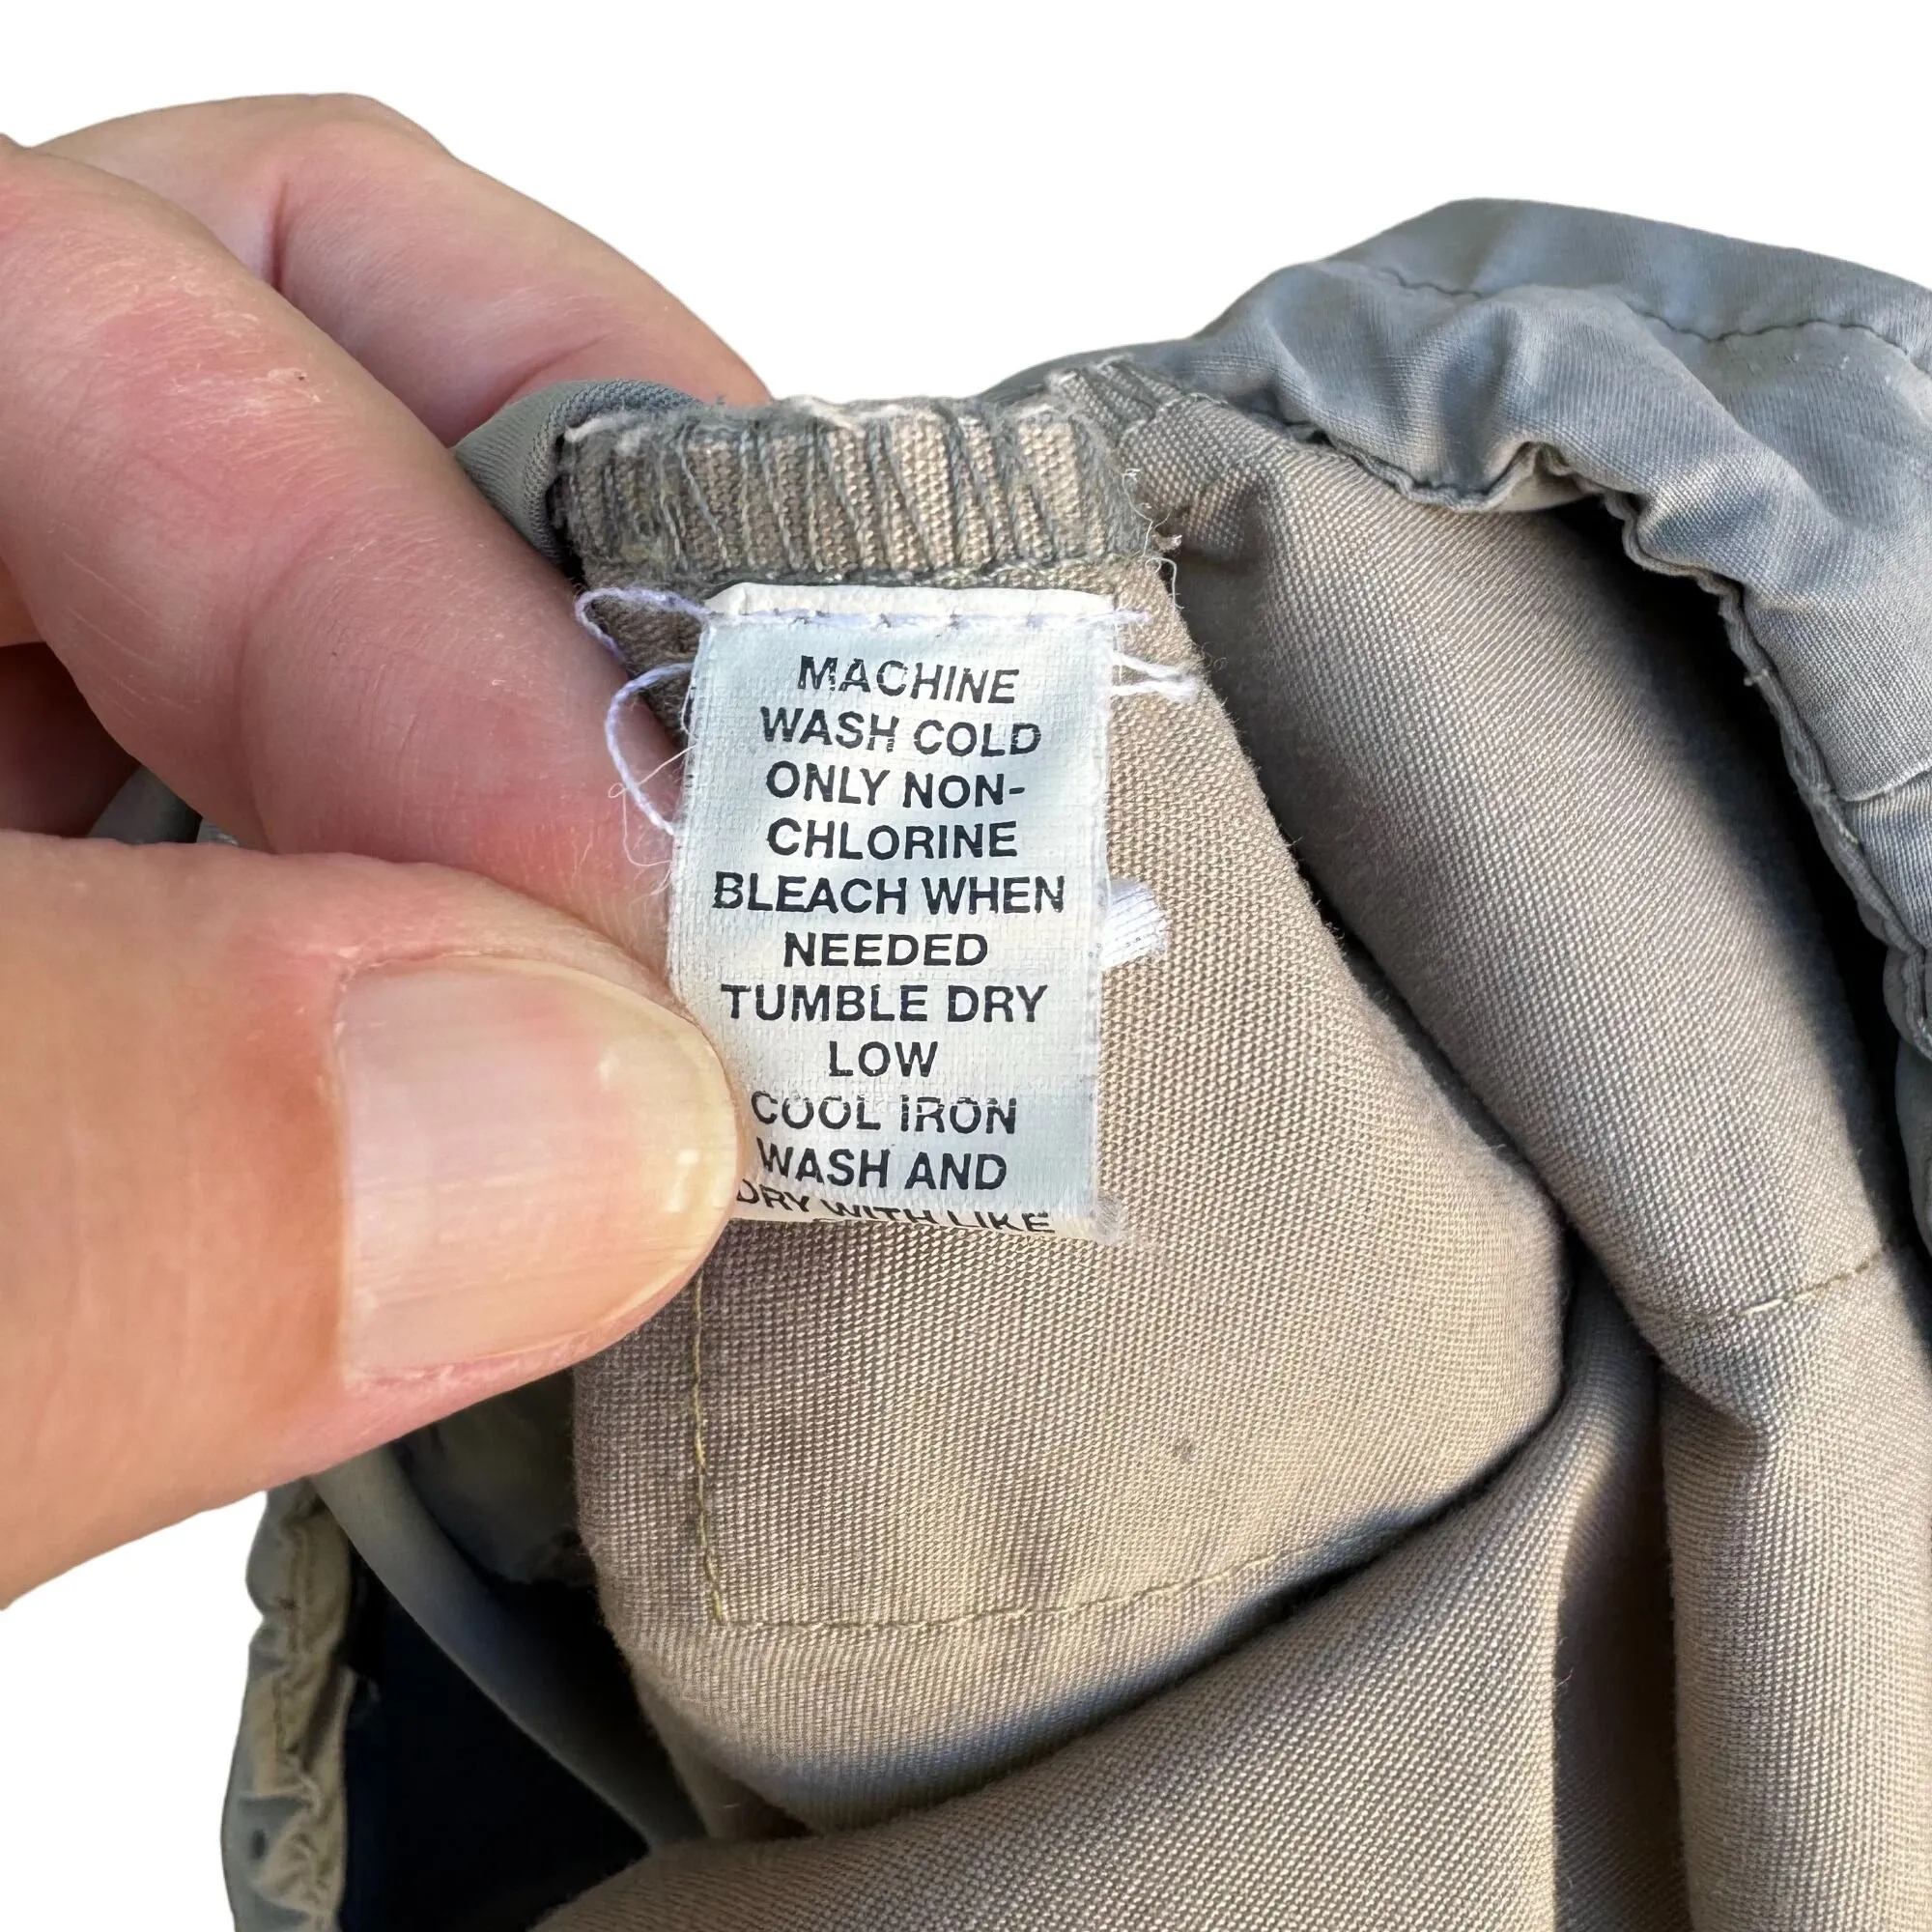 MACHINE
WASH COLD
ONLY NON-
CHLORINE
BLEACH WHEN
NEEDED
TUMBLE DRY
LOW
COOL IRON
WASH AND
DRY WITH LIKE